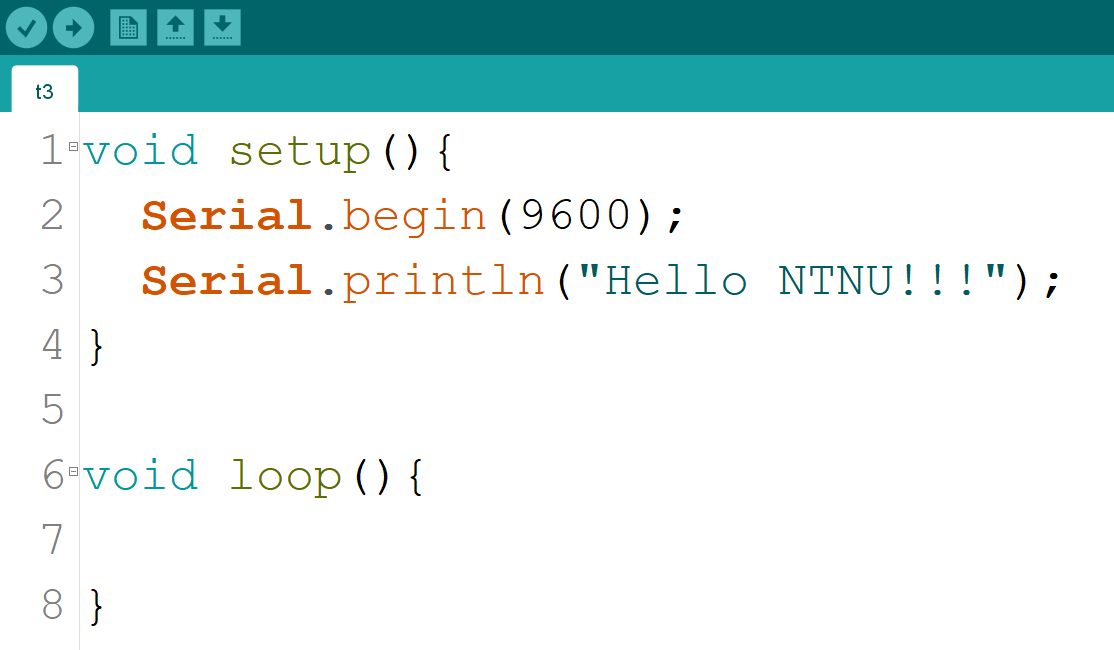 t3
1 void setup(){
2   Serial.begin(9600);
3   Serial.println("Hello NTNU!!!");
4 }
5
6 void loop(){
7
8 }